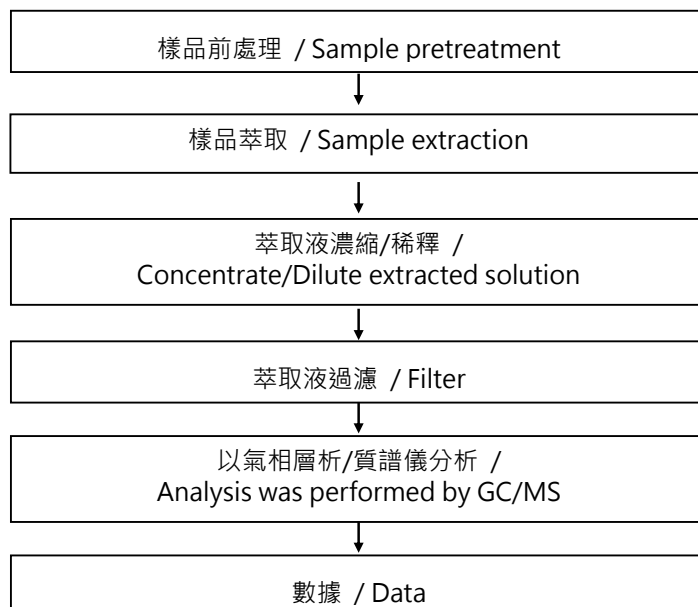 樣品前處理 / Sample pretreatment
樣品萃取 / Sample extraction
萃取液濃縮/稀釋 /
Concentrate/Dilute extracted solution
萃取液過濾 / Filter
以氣相層析/質譜儀分析 /
Analysis was performed by GC/MS
數據 / Data